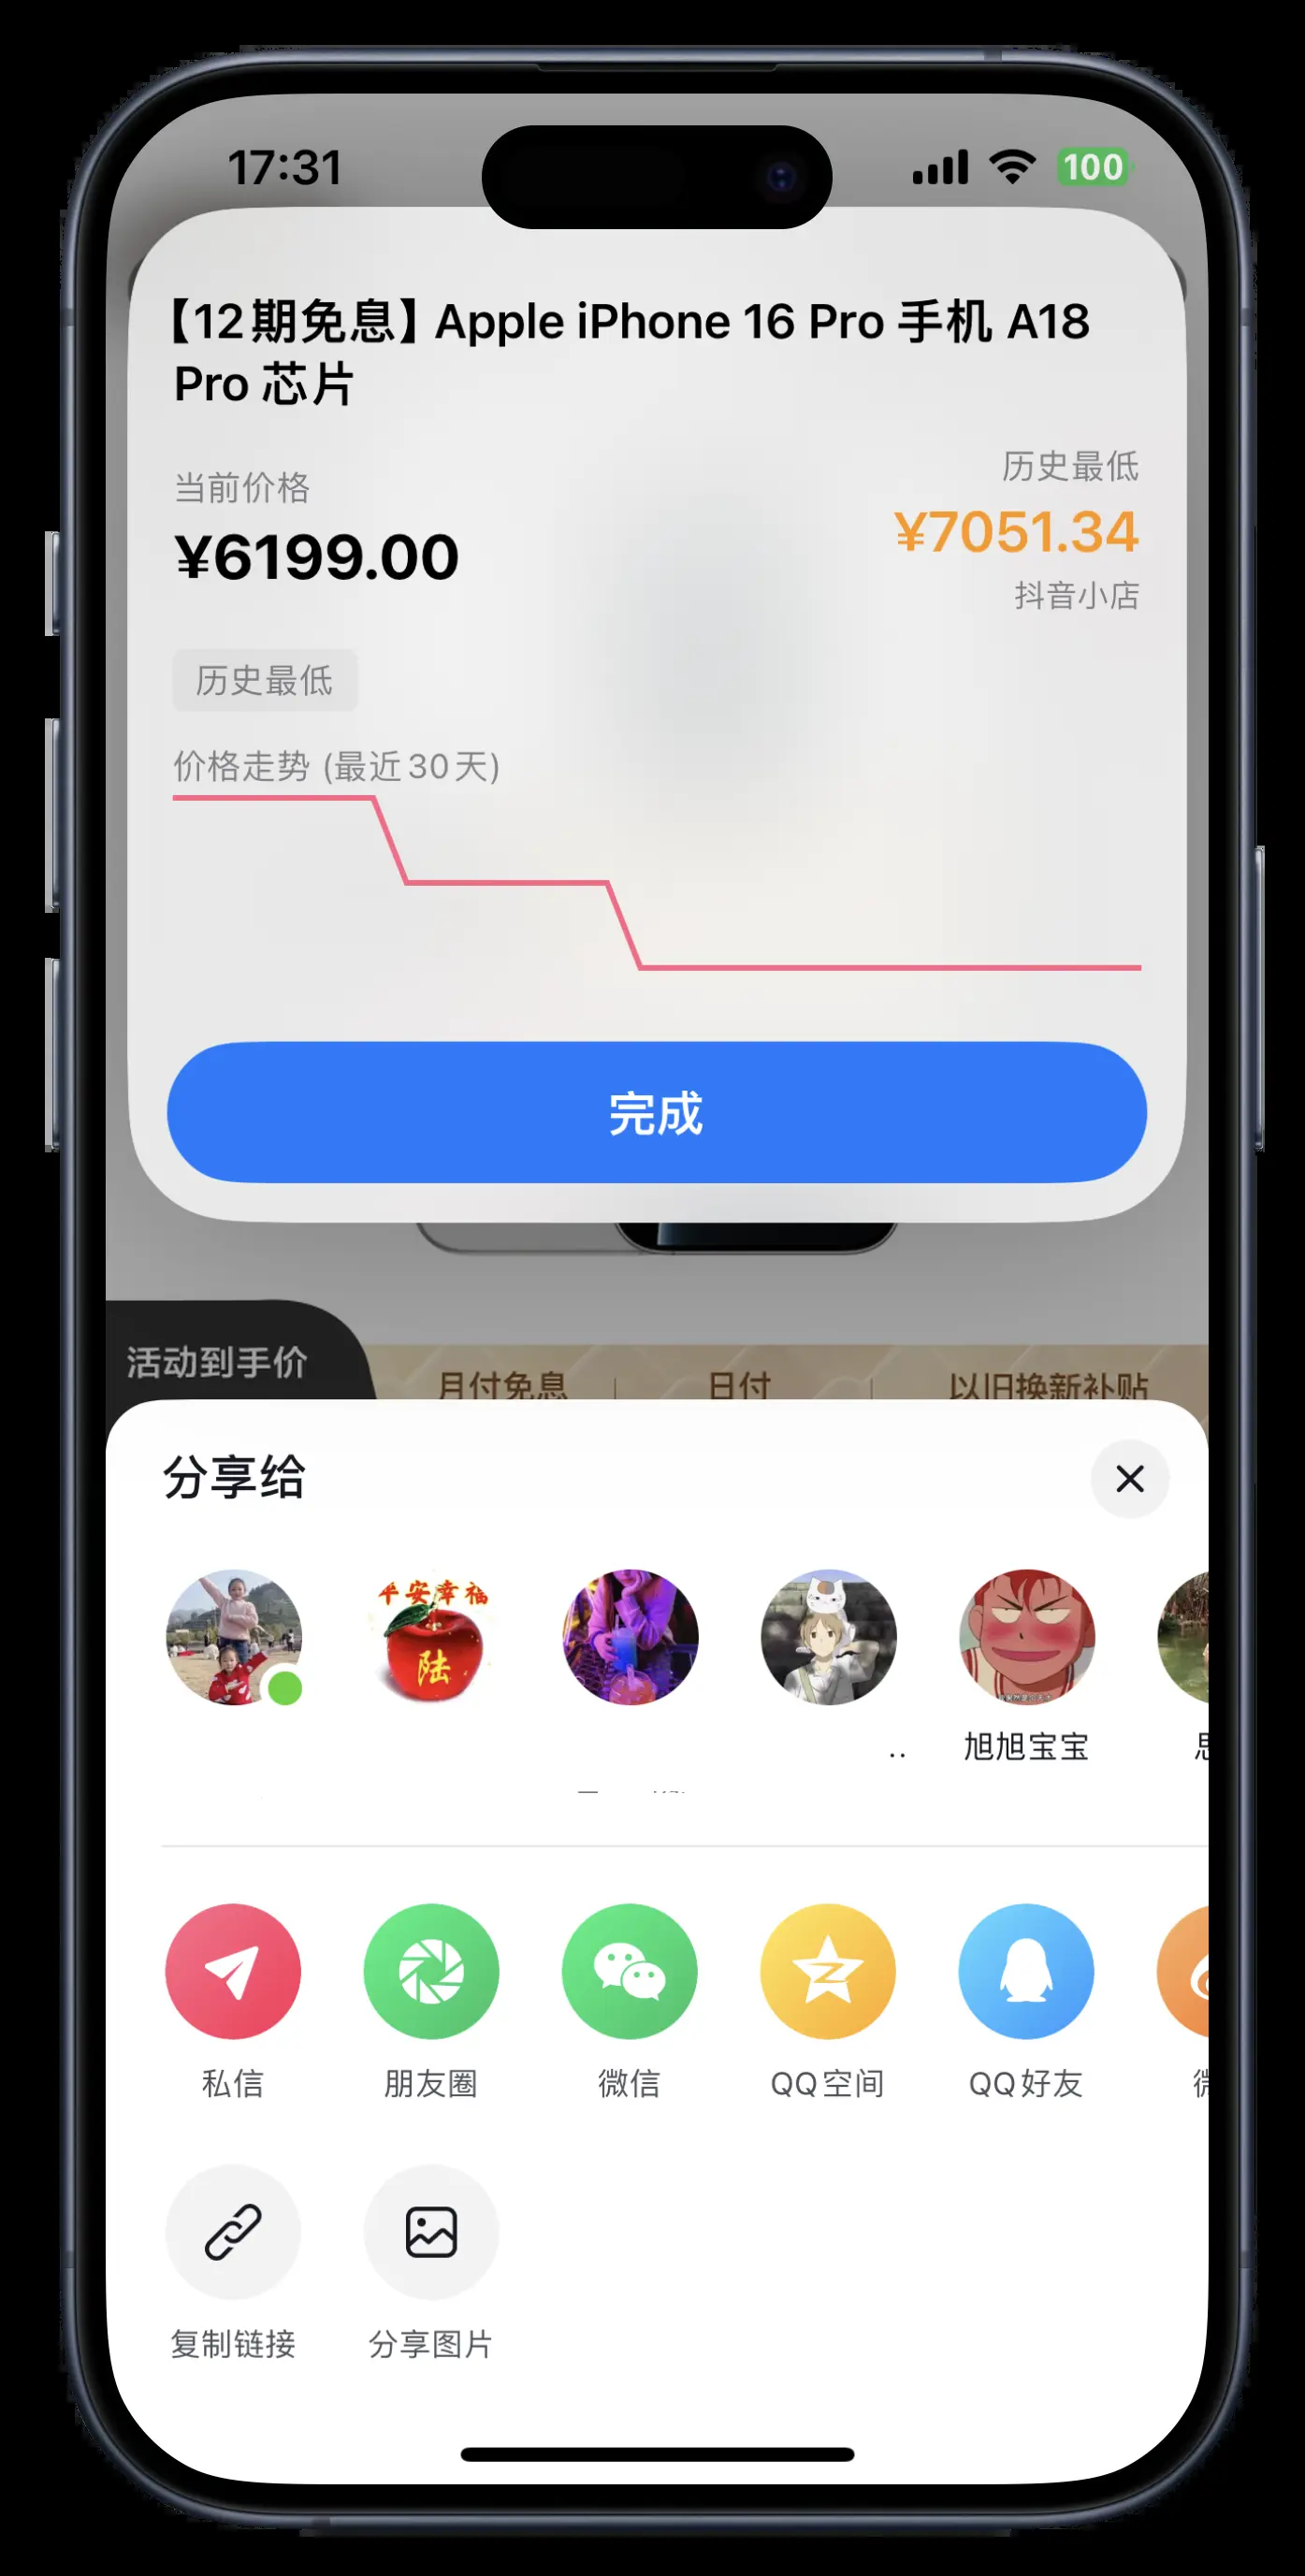 17:31
100
【12期免息】Apple iPhone 16 Pro 手机 A18
Pro 芯片
当前价格
¥6199.00
历史最低
¥7051.34
抖音小店
历史最低
价格走势 (最近30天)
完成
活动到手价
月付免息
日付
以旧换新补贴
分享给
平安幸福
陆
..
旭旭宝宝
私信
朋友圈
微信
QQ空间
QQ好友
复制链接
分享图片